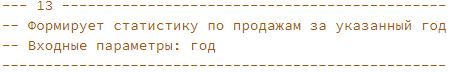 --- 13 -------------------------------------------------
-- Формирует статистику по продажам за указанный год
-- Входные параметры: год
-----------------------------------------------------